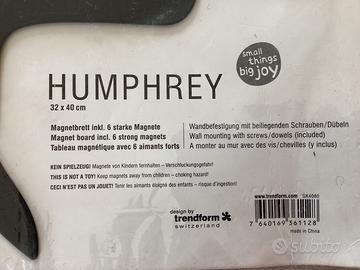 small
things
big joy
HUMPHREY
32 x 40 cm
Magnetbrett inkl. 6 starke Magnete
Magnet board incl. 6 strong magnets
Tableau magnétique avec 6 aimants forts
Wandbefestigung mit beiliegenden Schrauben/Dübeln
Wall mounting with screws/dowels (included)
A monter au mur avec des vis/chevilles (y inclus)
KEIN SPIELZEUG! Magnete von Kindern fernhalten – Verschluckungsgefahr!
THIS IS NOT A TOY! Keep magnets away from children – choking hazard!
CECI N'EST PAS UN JOUET! Tenir les aimants éloigné des enfants – risque d'ingestion!
design by
trendform
switzerland
www.trendform.com
7 640169 361128
Made in China
subito